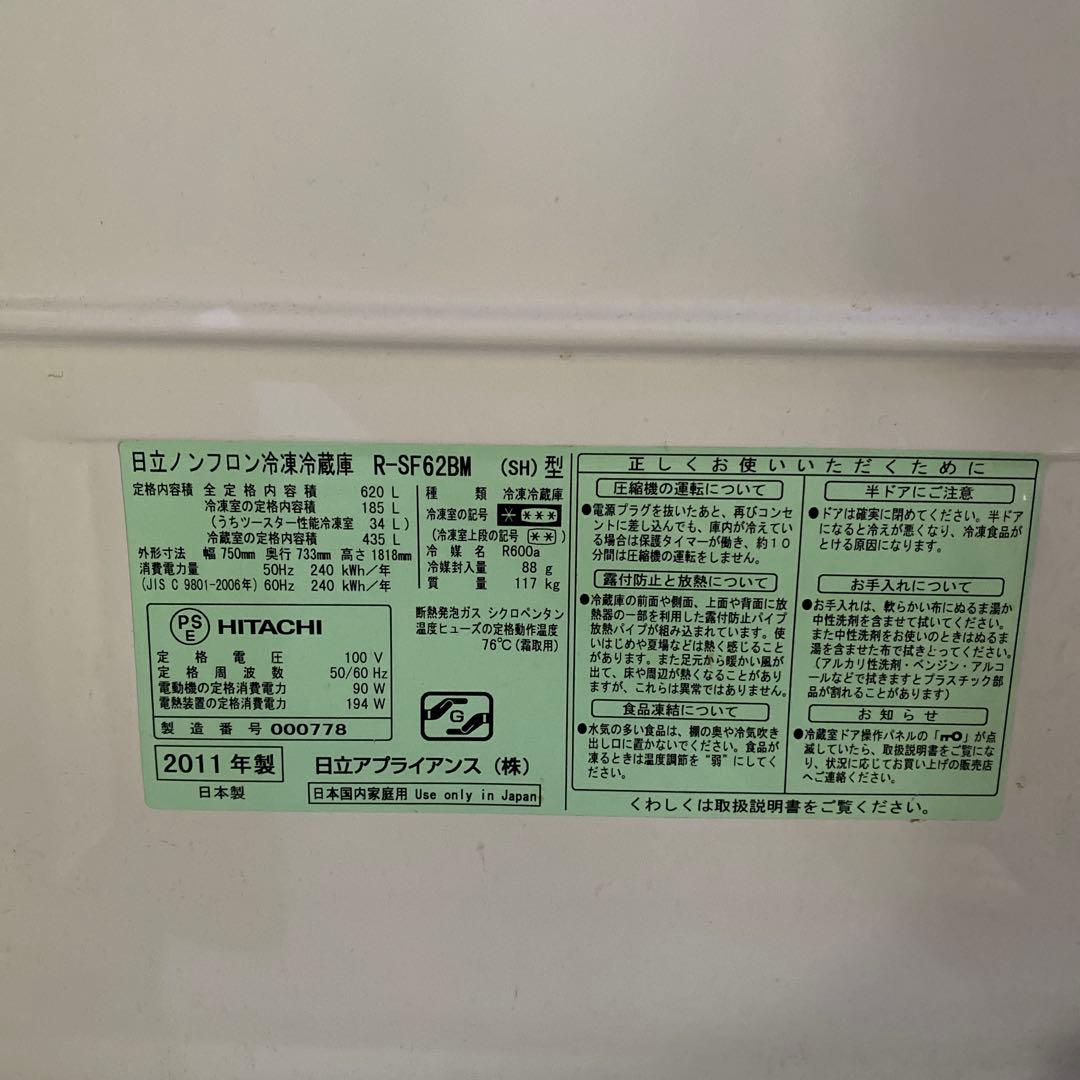 日立ノンフロン冷凍冷蔵庫 R-SF62BM (SH)型
定格内容積 全定格内容積 620 L
冷凍室の定格内容積 185 L
(うちツースター性能冷凍室 34 L)
冷蔵室の定格内容積 435 L
外形寸法 幅 750mm 奥行 733mm 高さ 1818mm
消費電力量 50Hz 240 kWh/年
(JIS C 9801-2006年) 60Hz 240 kWh/年
種類 冷凍冷蔵庫
冷凍室の記号 * ***
(冷凍室上段の記号 **)
冷媒名 R600a
冷媒封入量 88 g
質量 117 kg
PSE HITACHI
定格電圧 100 V
定格周波数 50/60 Hz
電動機の定格消費電力 90 W
電熱装置の定格消費電力 194 W
製造番号 000778
断熱発泡ガス シクロペンタン
温度ヒューズの定格動作温度
76℃(霜取用)
G
2011年製
日本製
日立アプライアンス(株)
日本国内家庭用 Use only in Japan
正しくお使いいただくために
圧縮機の運転について
●電源プラグを抜いたあと、再びコンセ
ントに差し込んでも、庫内が冷えてい
る場合は保護タイマーが働き、約10
分間は圧縮機の運転をしません。
露付防止と放熱について
●冷蔵庫の前面や側面、上面や背面に放
熱器の一部を利用した露付防止パイプ
放熱パイプが組み込まれています。使
いはじめや夏場などは熱く感じること
があります。また足元から暖かい風が
出て、床や周辺が熱くなることがあり
ますが、これらは異常ではありません。
食品凍結について
●水気の多い食品は、棚の奥や冷気吹き
出し口に置かないでください。食品が
凍るときは温度調節を“弱”にしてく
ださい。
半ドアにご注意
●ドアは確実に閉めてください。半ドア
になると冷えが悪くなり、冷凍食品が
とける原因になります。
お手入れについて
●お手入れは、軟らかい布にぬるま湯か
中性洗剤を含ませて拭いてください。
また中性洗剤をお使いのときはぬるま
湯を含ませた布で拭きとってください。
(アルカリ性洗剤・ベンジン・アルコ
ールなどで拭きますとプラスチック部
品が割れることがあります)
お知らせ
●冷蔵室ドア操作パネルの「」が点
滅していたら、取扱説明書をご覧にな
り、状況に応じてお買い上げの販売店
へご連絡ください。
くわしくは取扱説明書をご覧ください。